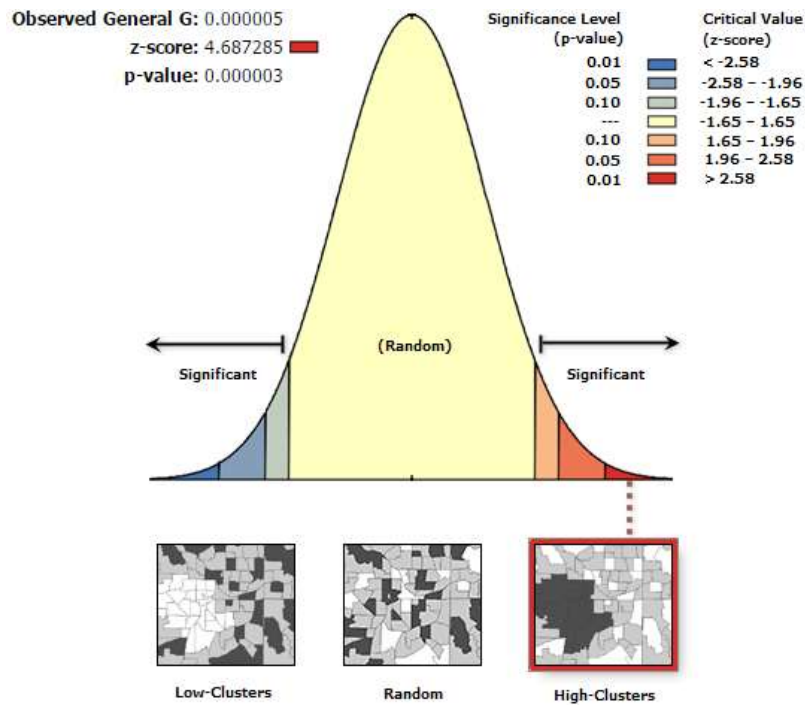 Observed General G: 0.000005
z-score: 4.687285
p-value: 0.000003
Significance Level
(p-value)
Critical Value
(z-score)
0.01 < -2.58
0.05 -2.58 – -1.96
0.10 -1.96 – -1.65
--- -1.65 – 1.65
0.10 1.65 – 1.96
0.05 1.96 – 2.58
0.01 > 2.58
(Random)
Significant
Significant
Low-Clusters
Random
High-Clusters